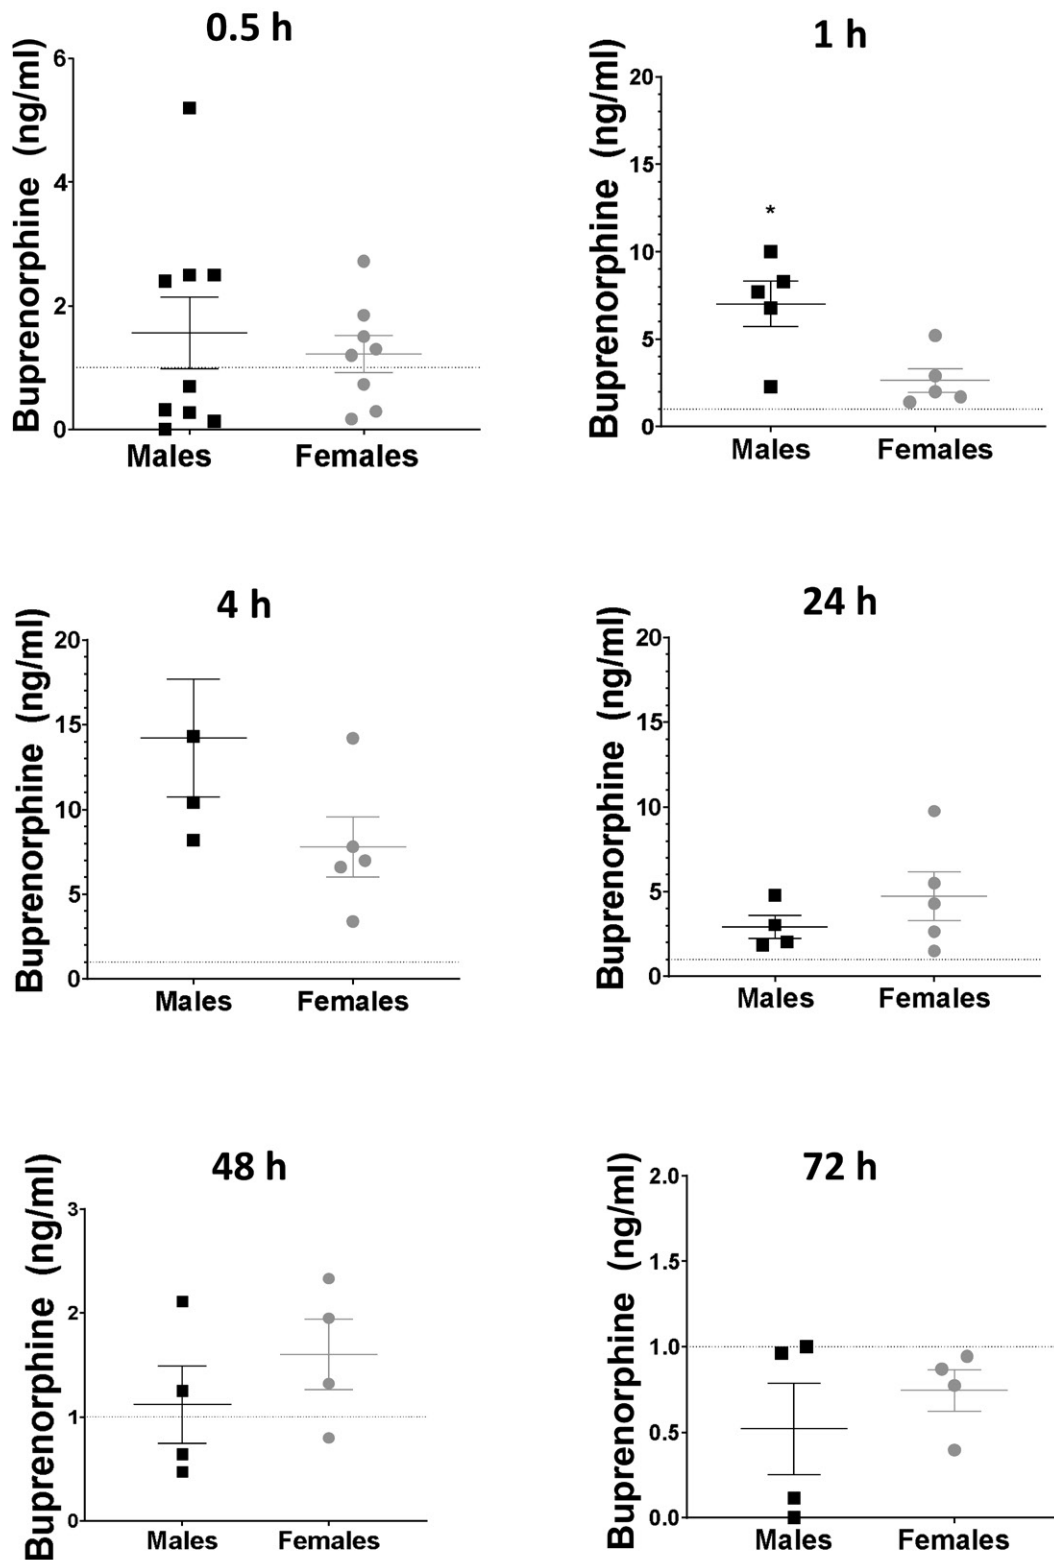 0.5 h
Buprenorphine (ng/ml)
6
4
2
0
Males Females
1 h
Buprenorphine (ng/ml)
20
15
10
5
0
*
Males Females
4 h
Buprenorphine (ng/ml)
20
15
10
5
0
Males Females
24 h
Buprenorphine (ng/ml)
20
15
10
5
0
Males Females
48 h
Buprenorphine (ng/ml)
3
2
1
0
Males Females
72 h
Buprenorphine (ng/ml)
2.0
1.5
1.0
0.5
0.0
Males Females